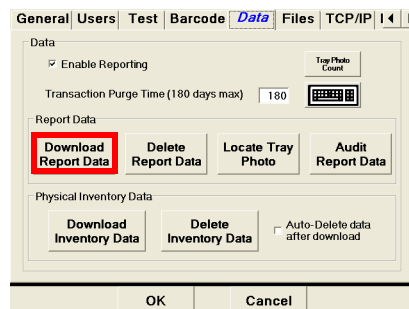 General Users Test Barcode Data Files TCP/IP
Data
Enable Reporting
Tray Photo
Count
Transaction Purge Time (180 days max) 180
Report Data
Download
Report Data
Delete
Report Data
Locate Tray
Photo
Audit
Report Data
Physical Inventory Data
Download
Inventory Data
Delete
Inventory Data
Auto-Delete data
after download
OK Cancel